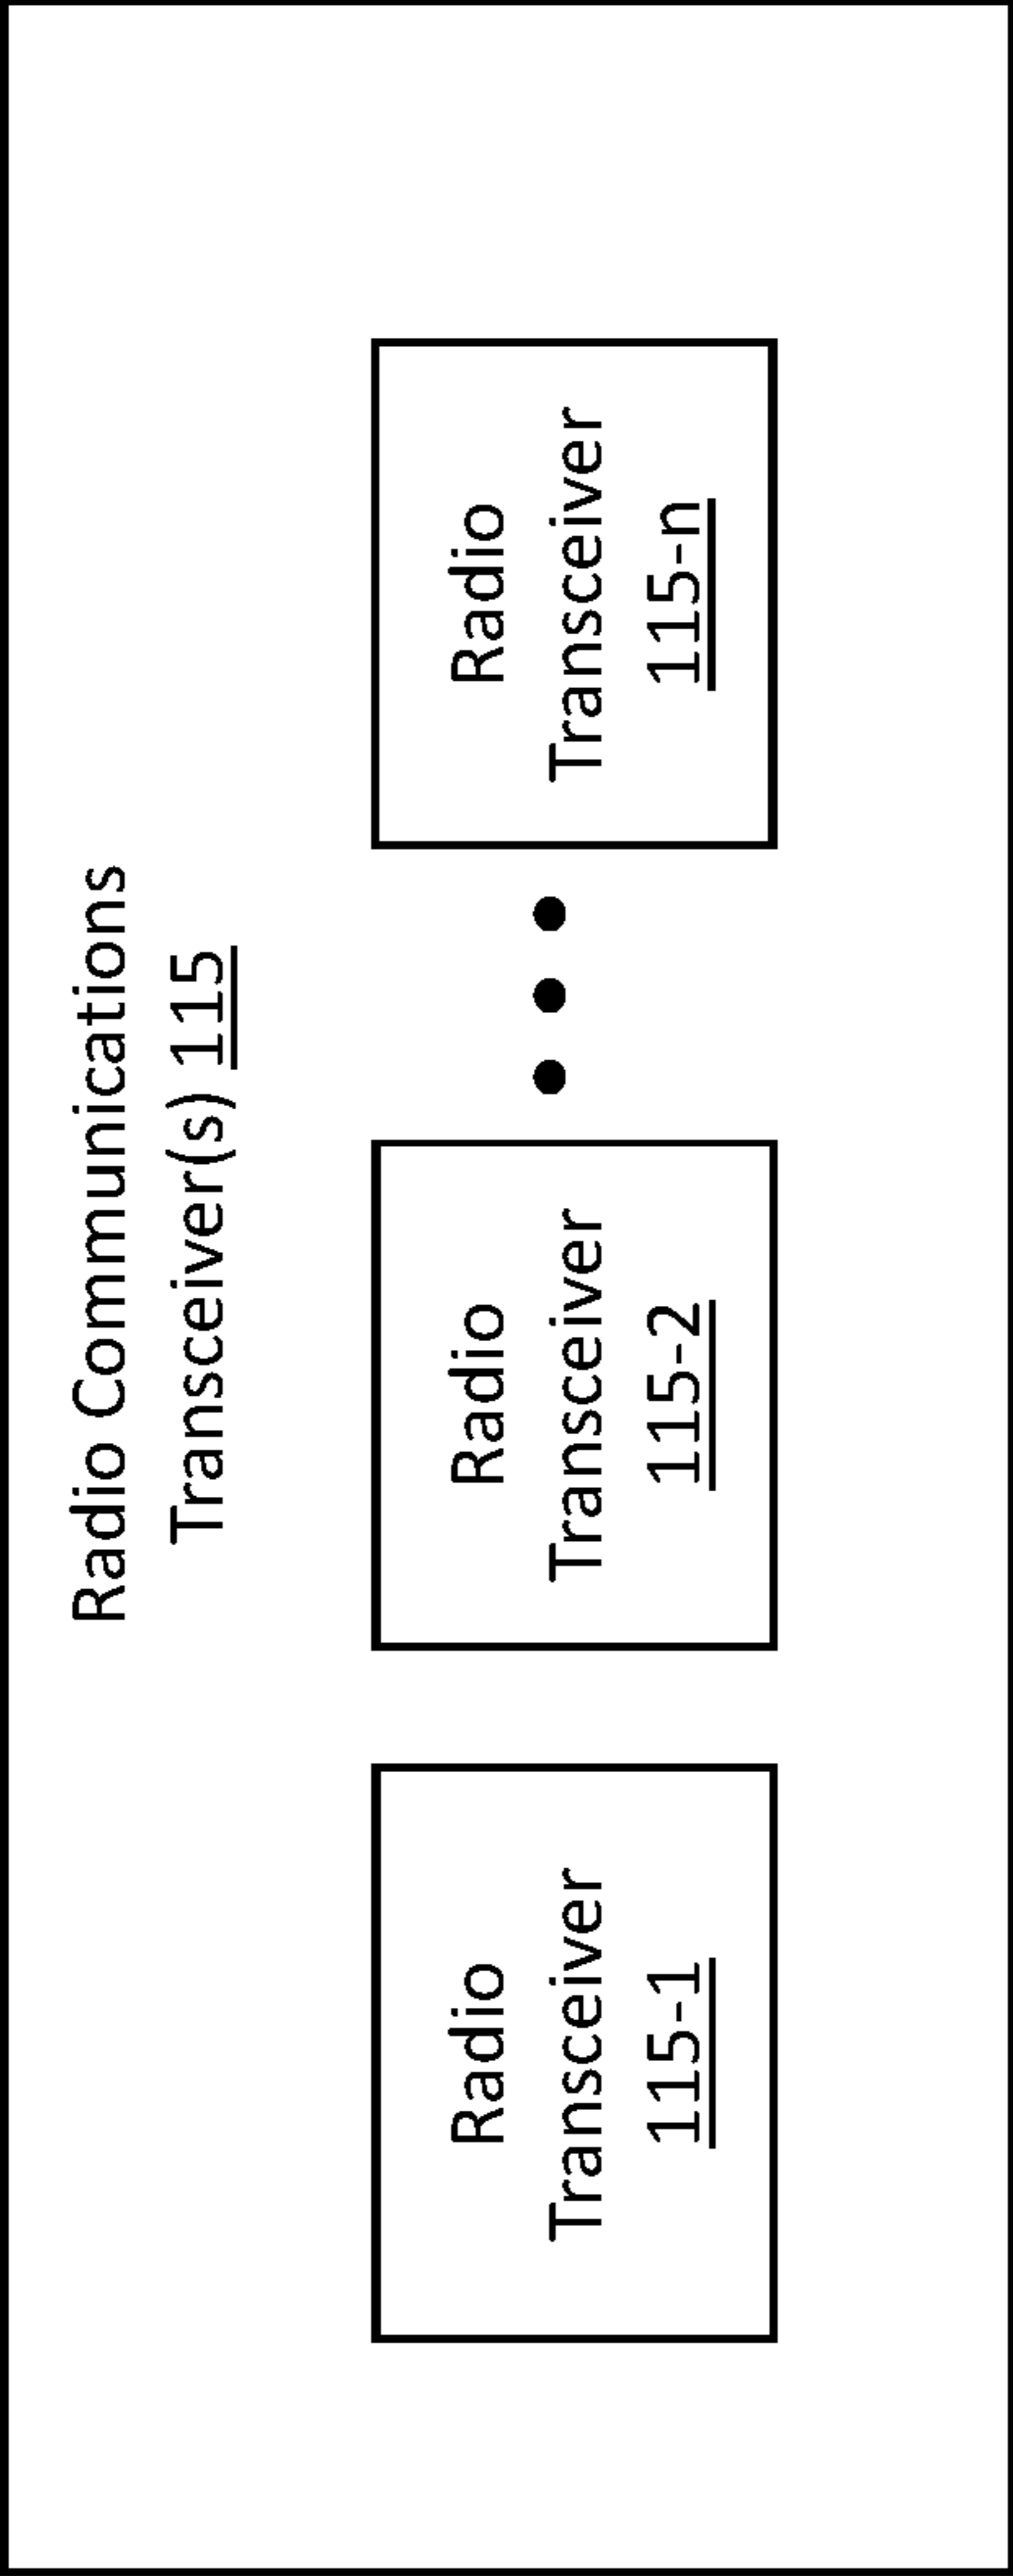 Radio Communications
Transceiver(s) 115
Radio
Transceiver
115-1
Radio
Transceiver
115-2
Radio
Transceiver
115-n